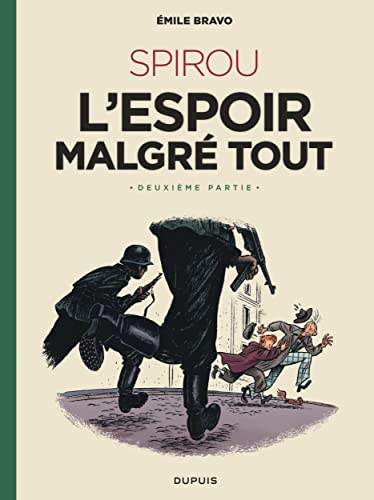 ÉMILE BRAVO
SPIROU
L'ESPOIR
MALGRÉ TOUT
• DEUXIÈME PARTIE •
DUPUIS